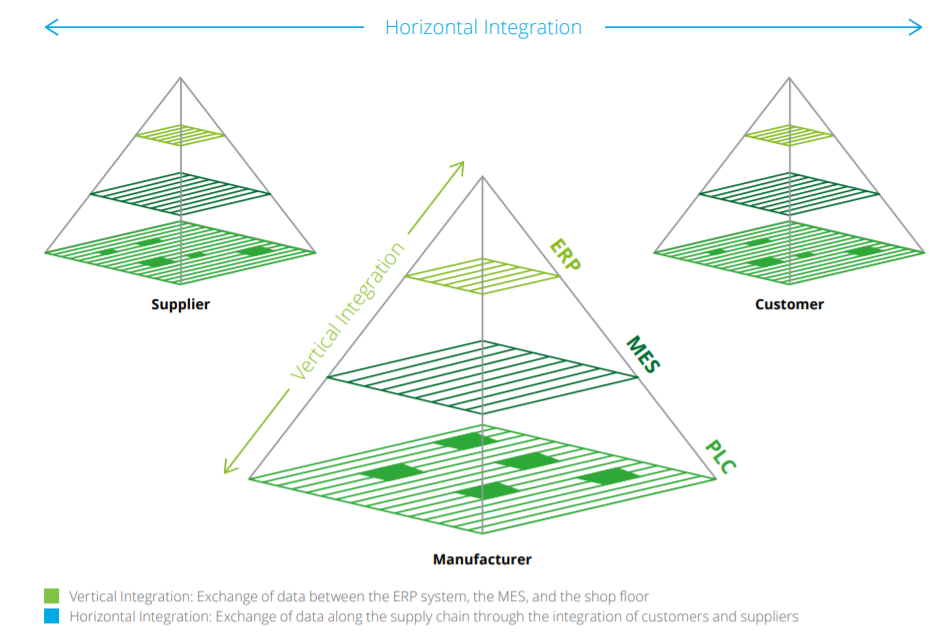 Horizontal Integration
Supplier
Customer
Vertical Integration
ERP
MES
PLC
Manufacturer
Vertical Integration: Exchange of data between the ERP system, the MES, and the shop floor
Horizontal Integration: Exchange of data along the supply chain through the integration of customers and suppliers